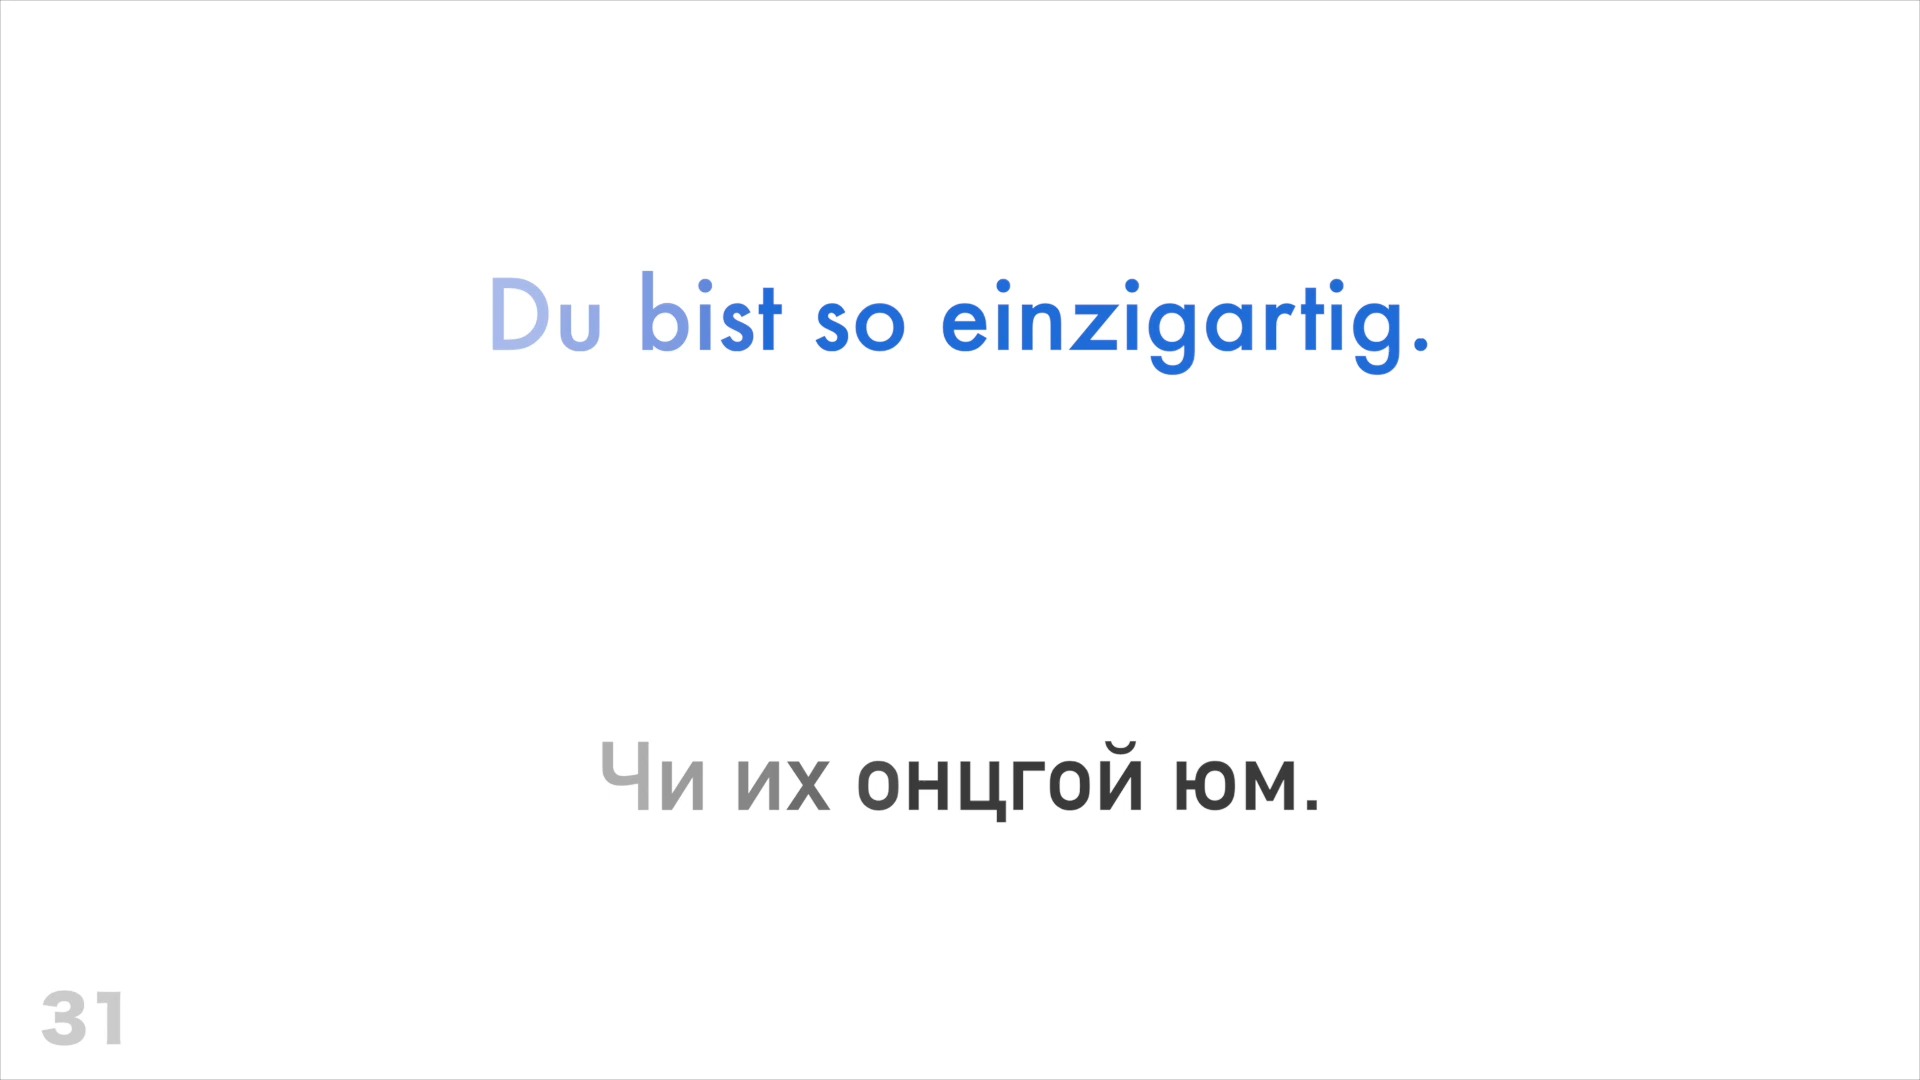 Du bist so einzigartig.
Чи их онцгой юм.
31